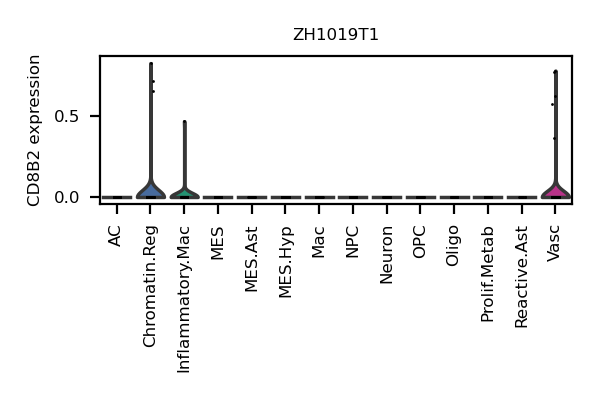 ZH1019T1
CD8B2 expression
0.5
0.0
AC
Chromatin.Reg
Inflammatory.Mac
MES
MES.Ast
MES.Hyp
Mac
NPC
Neuron
OPC
Oligo
Prolif.Metab
Reactive.Ast
Vasc